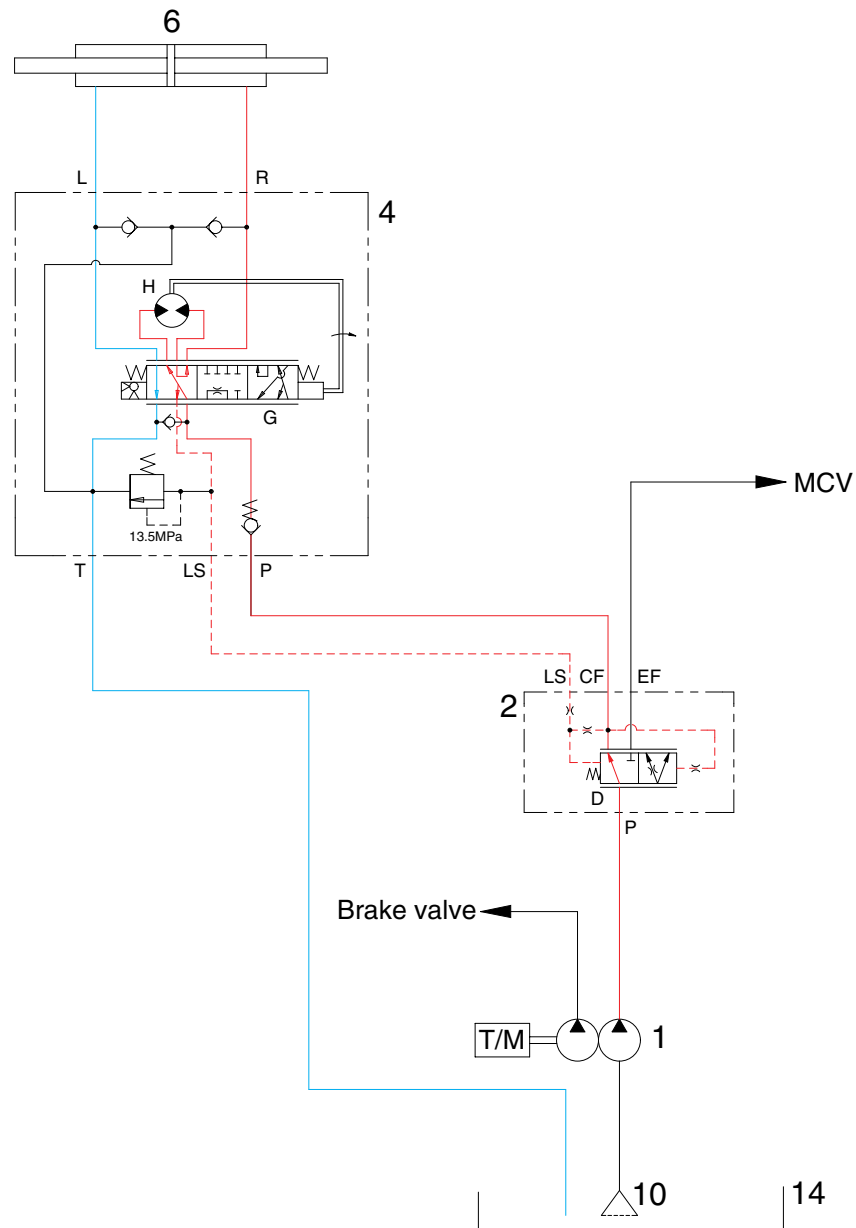 6
L R
4
H
G
13.5MPa
T LS P
MCV
LS CF EF
2
D
P
Brake valve
T/M
1
10
14